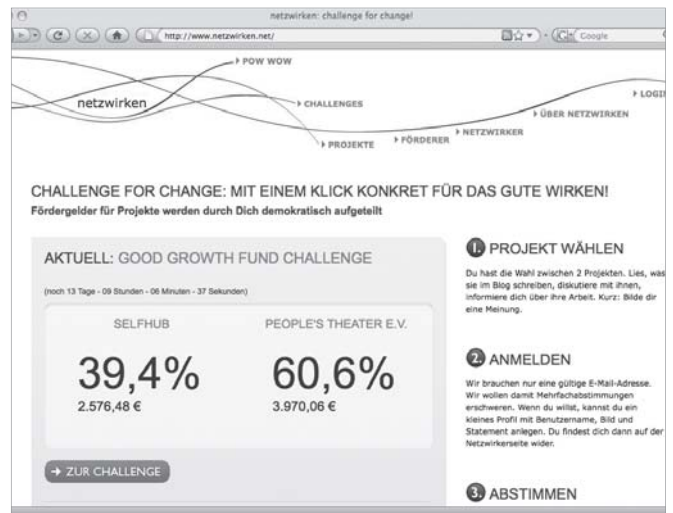 netzwirken: challenge for change!
http://www.netzwirken.net/
Google
POW WOW
netzwirken
CHALLENGES
LOGIN
ÜBER NETZWIRKEN
NETZWIRKER
FÖRDERER
PROJEKTE
CHALLENGE FOR CHANGE: MIT EINEM KLICK KONKRET FÜR DAS GUTE WIRKEN!
Fördergelder für Projekte werden durch Dich demokratisch aufgeteilt
AKTUELL: GOOD GROWTH FUND CHALLENGE
(noch 13 Tage - 09 Stunden - 06 Minuten - 37 Sekunden)
SELFHUB
39,4%
2.576,48 €
PEOPLE'S THEATER E.V.
60,6%
3.970,06 €
ZUR CHALLENGE
1. PROJEKT WÄHLEN
Du hast die Wahl zwischen 2 Projekten. Lies, was
sie im Blog schreiben, diskutiere mit ihnen,
informiere dich über ihre Arbeit. Kurz: Bilde dir
eine Meinung.
2. ANMELDEN
Wir brauchen nur eine gültige E-Mail-Adresse.
Wir wollen damit Mehrfachabstimmungen
erschweren. Wenn du willst, kannst du ein
kleines Profil mit Benutzername, Bild und
Statement anlegen. Du findest dich dann auf der
Netzwirkerseite wider.
3. ABSTIMMEN